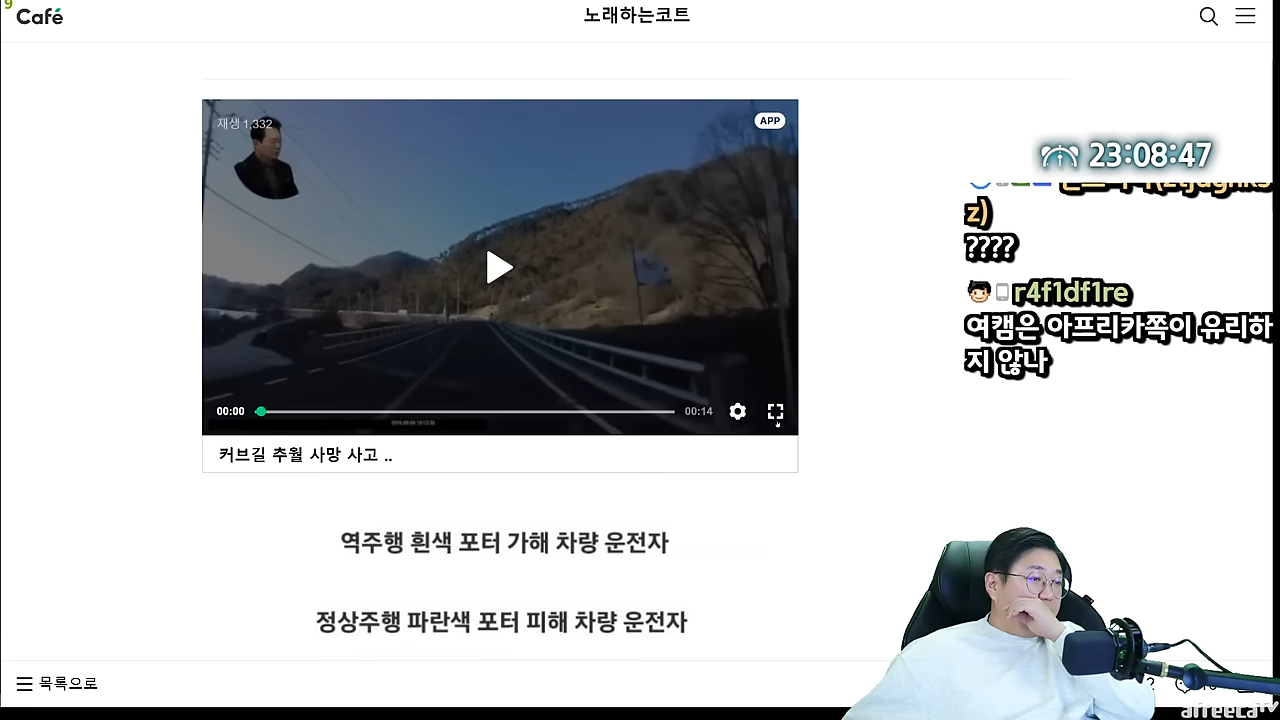 9
Café
노래하는코트
재생 1,332
APP
23:08:47
z)
????
r4f1df1re
여캠은 아프리카쪽이 유리하
지 않나
00:00
00:14
커브길 추월 사망 사고 ..
역주행 흰색 포터 가해 차량 운전자
정상주행 파란색 포터 피해 차량 운전자
목록으로
afreecaTV